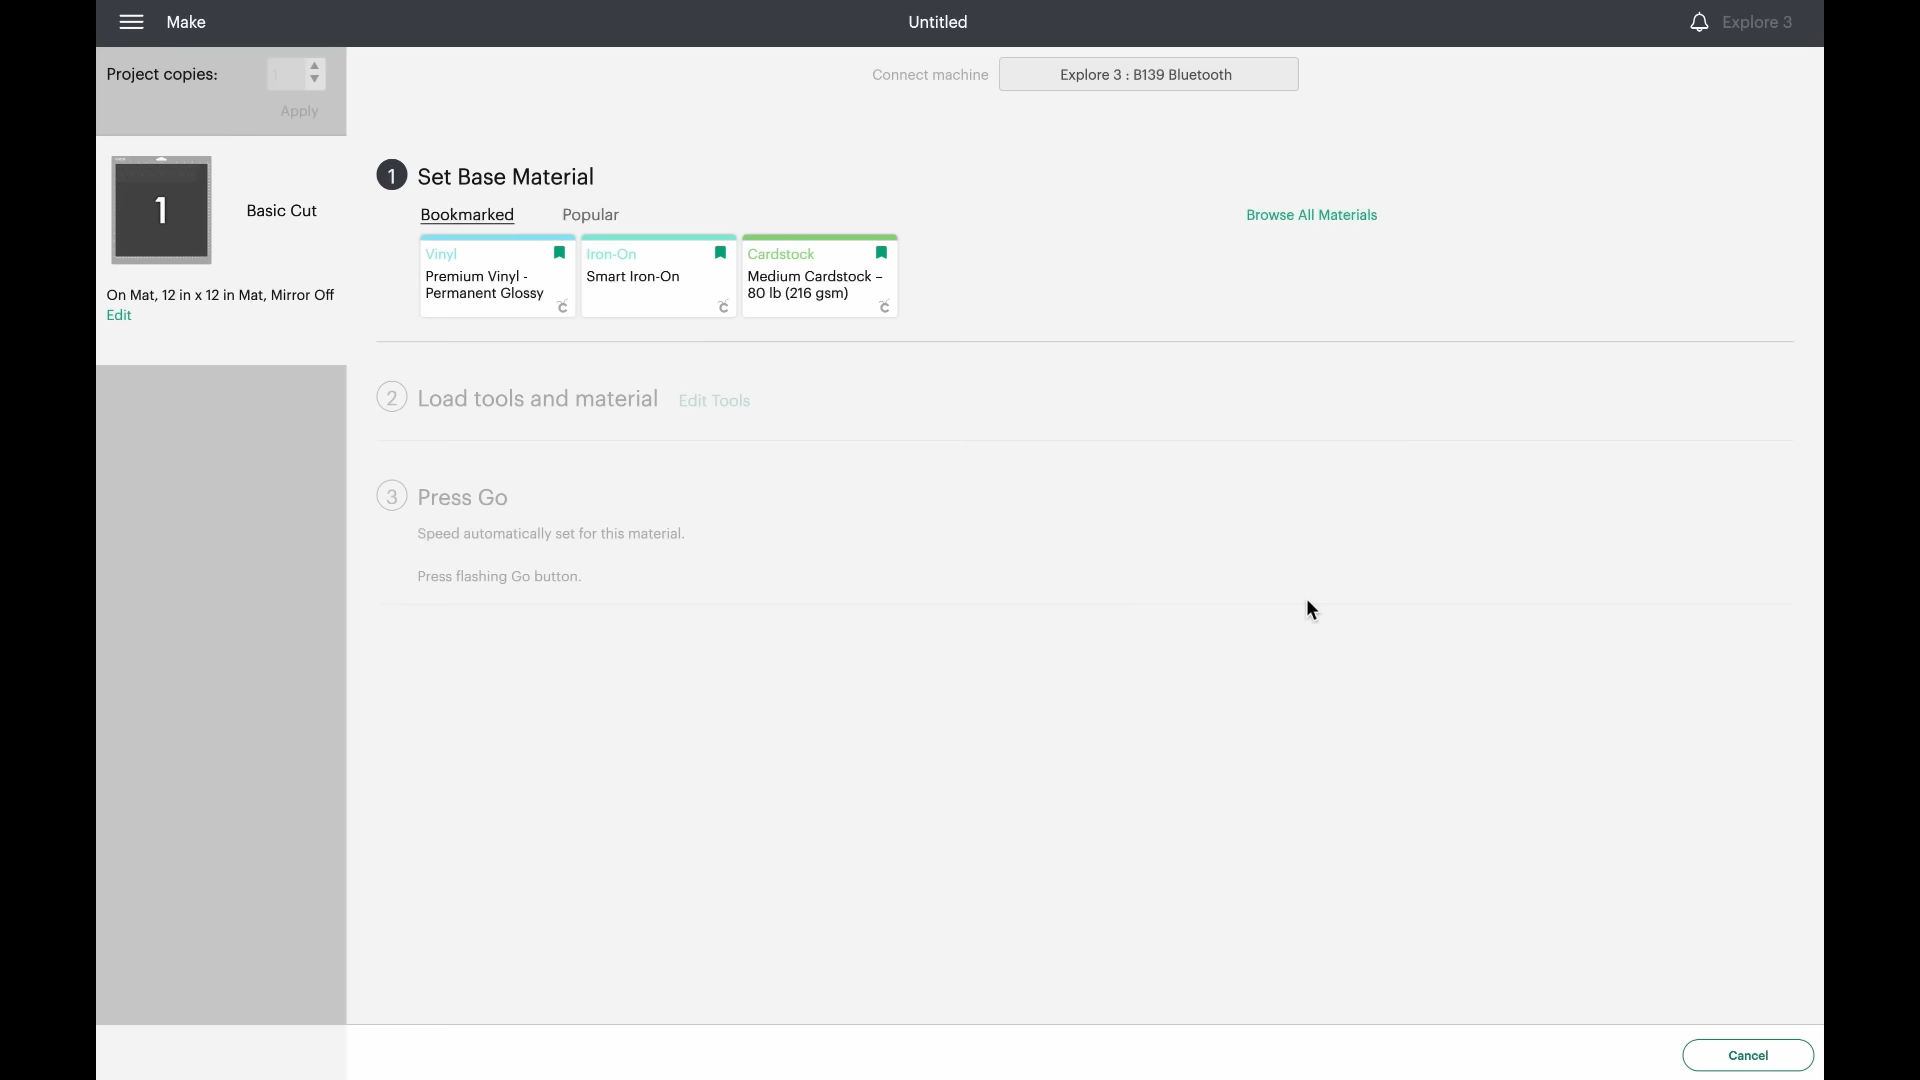 Make
Untitled
Explore 3
Project copies:
1
Apply
Connect machine
Explore 3 : B139 Bluetooth
1
Basic Cut
On Mat, 12 in x 12 in Mat, Mirror Off
Edit
1 Set Base Material
Bookmarked
Popular
Browse All Materials
Vinyl
Premium Vinyl -
Permanent Glossy
Iron-On
Smart Iron-On
Cardstock
Medium Cardstock –
80 lb (216 gsm)
2 Load tools and material
Edit Tools
3 Press Go
Speed automatically set for this material.
Press flashing Go button.
Cancel